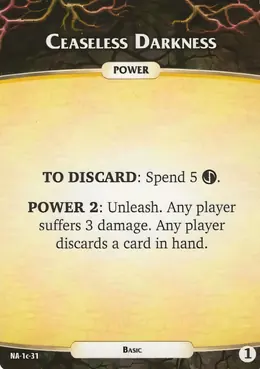 CEASELESS DARKNESS
POWER
TO DISCARD: Spend 5 .
POWER 2: Unleash. Any player
suffers 3 damage. Any player
discards a card in hand.
NA-1c-31
BASIC
1